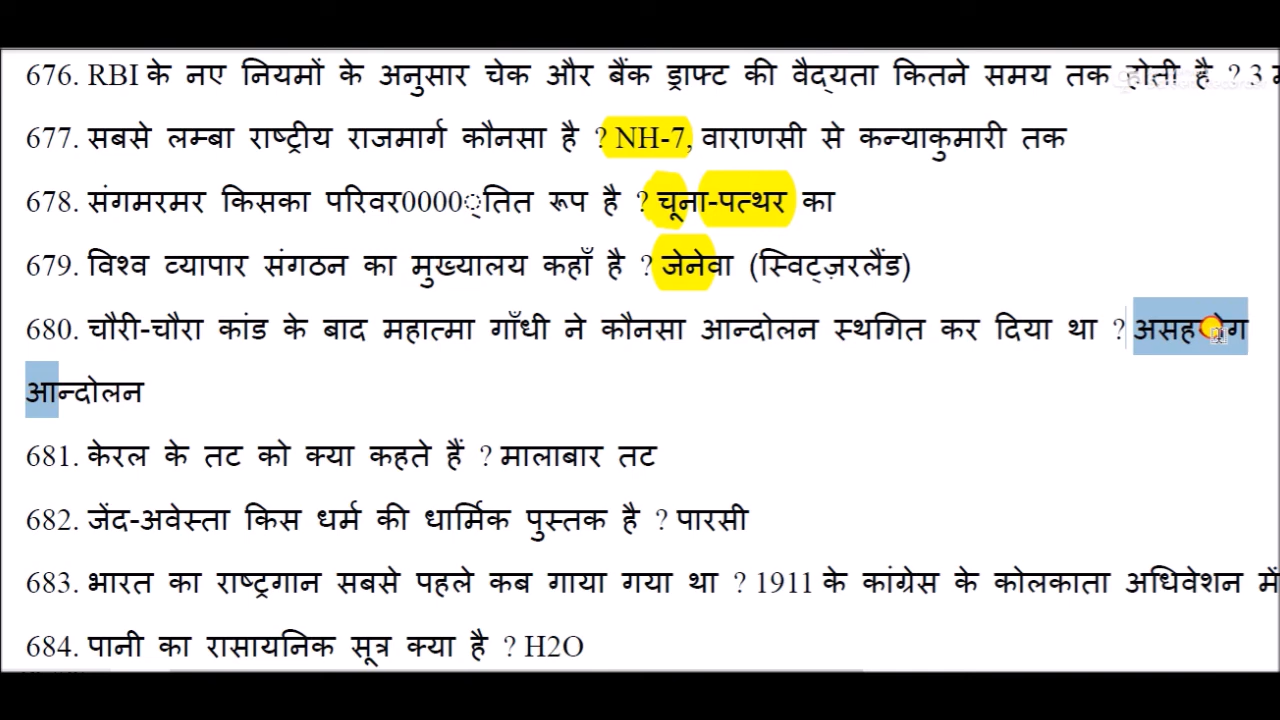 676. RBI के नए नियमों के अनुसार चेक और बैंक ड्राफ्ट की वैद्यता कितने समय तक होती है ? 3
677. सबसे लम्बा राष्ट्रीय राजमार्ग कौनसा है ? NH-7, वाराणसी से कन्याकुमारी तक
678. संगमरमर किसका परिवर0000्तित रूप है ? चूना-पत्थर का
679. विश्व व्यापार संगठन का मुख्यालय कहाँ है ? जेनेवा (स्विट्ज़रलैंड)
680. चौरी-चौरा कांड के बाद महात्मा गाँधी ने कौनसा आन्दोलन स्थगित कर दिया था ? असहयोग
आन्दोलन
681. केरल के तट को क्या कहते हैं ? मालाबार तट
682. जेंद-अवेस्ता किस धर्म की धार्मिक पुस्तक है ? पारसी
683. भारत का राष्ट्रगान सबसे पहले कब गाया गया था ? 1911 के कांग्रेस के कोलकाता अधिवेशन में
684. पानी का रासायनिक सूत्र क्या है ? H2O